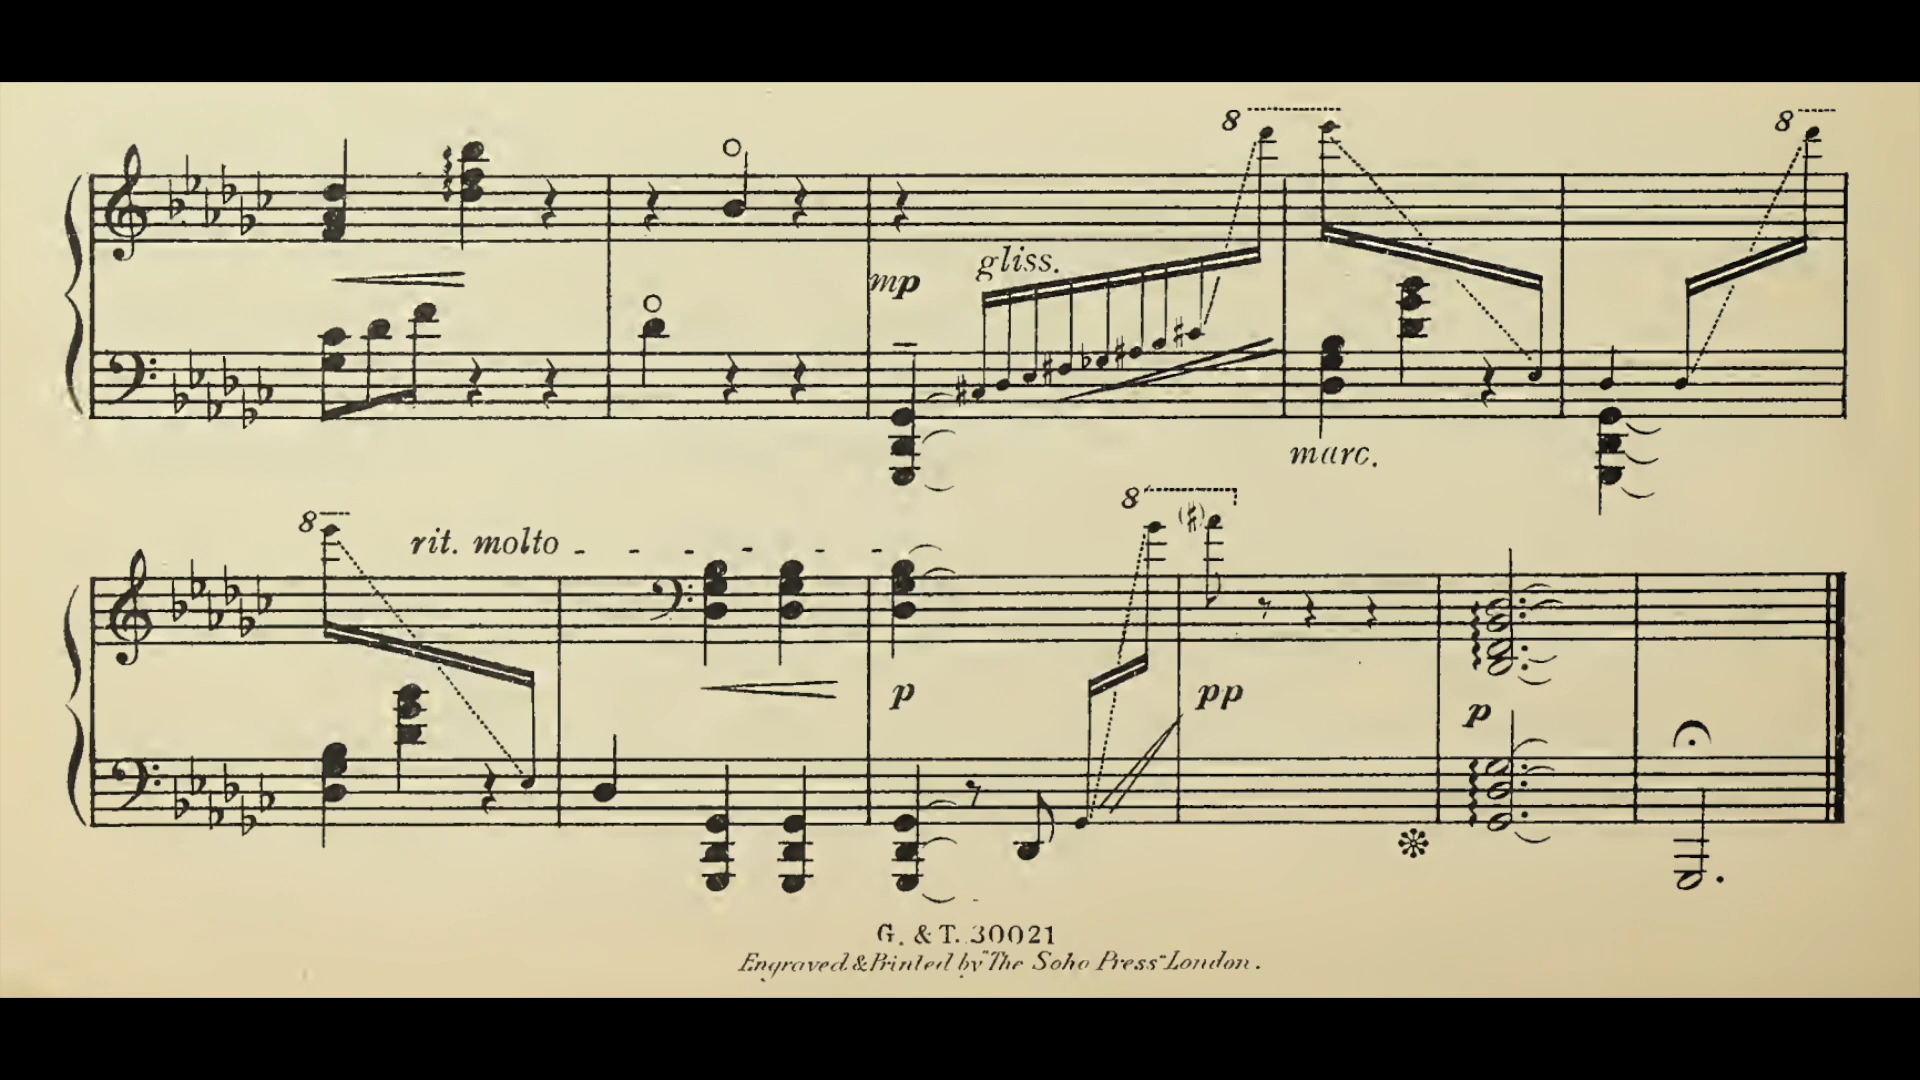 8 8
mp gliss.
marc.
8 8
rit. molto
p pp p
G. & T. 30021
Engraved & Printed by "The Soho Press" London.